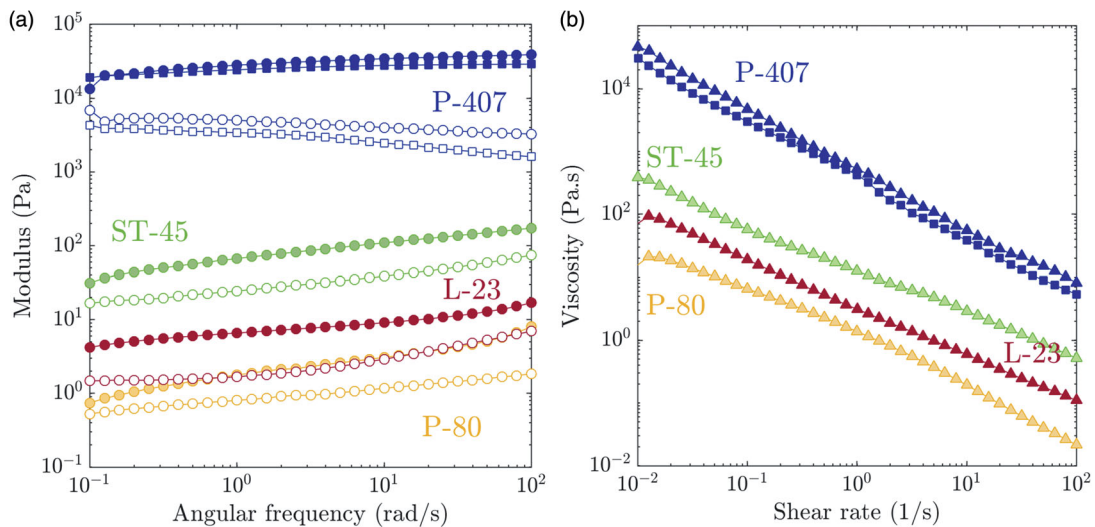 (a)
10^5
10^4
10^3
10^2
10^1
10^0
10^-1
Modulus (Pa)
P-407
ST-45
L-23
P-80
10^-1
10^0
10^1
10^2
Angular frequency (rad/s)
(b)
10^4
10^2
10^0
10^-2
Viscosity (Pa.s)
P-407
ST-45
P-80
L-23
10^-2
10^-1
10^0
10^1
10^2
Shear rate (1/s)